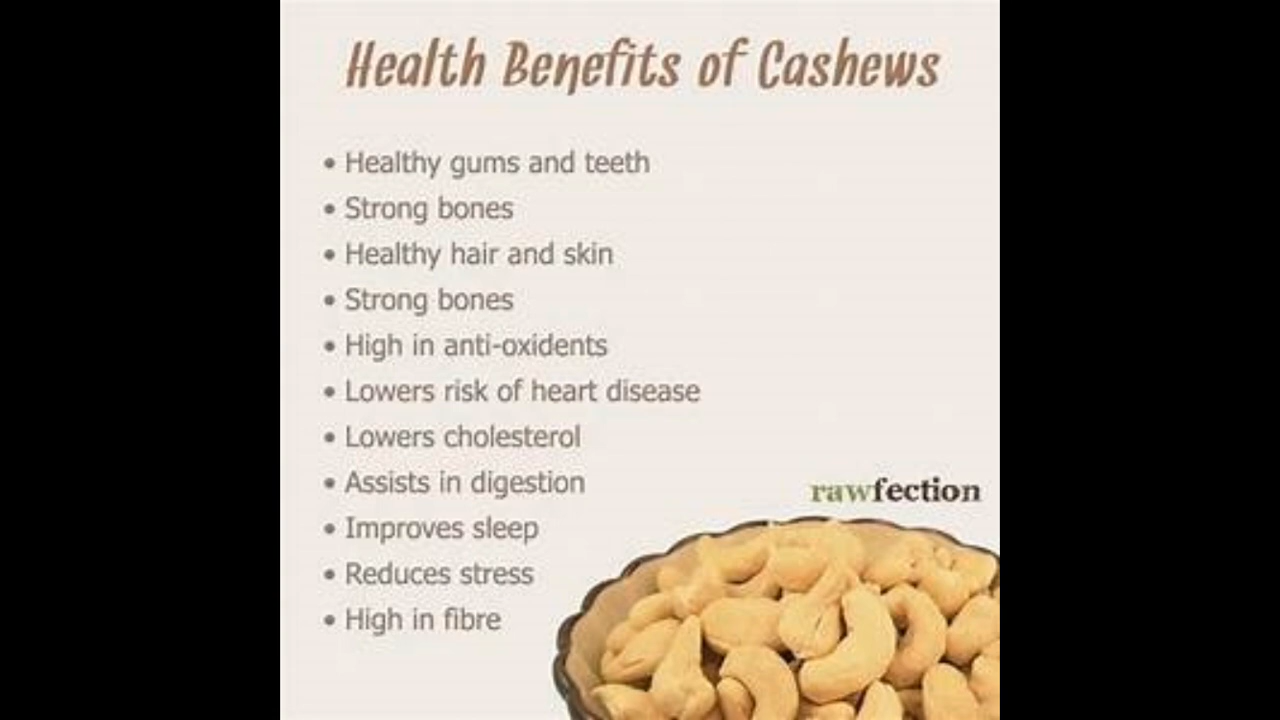 Health Benefits of Cashews
• Healthy gums and teeth
• Strong bones
• Healthy hair and skin
• Strong bones
• High in anti-oxidents
• Lowers risk of heart disease
• Lowers cholesterol
• Assists in digestion
• Improves sleep
• Reduces stress
• High in fibre
rawfection